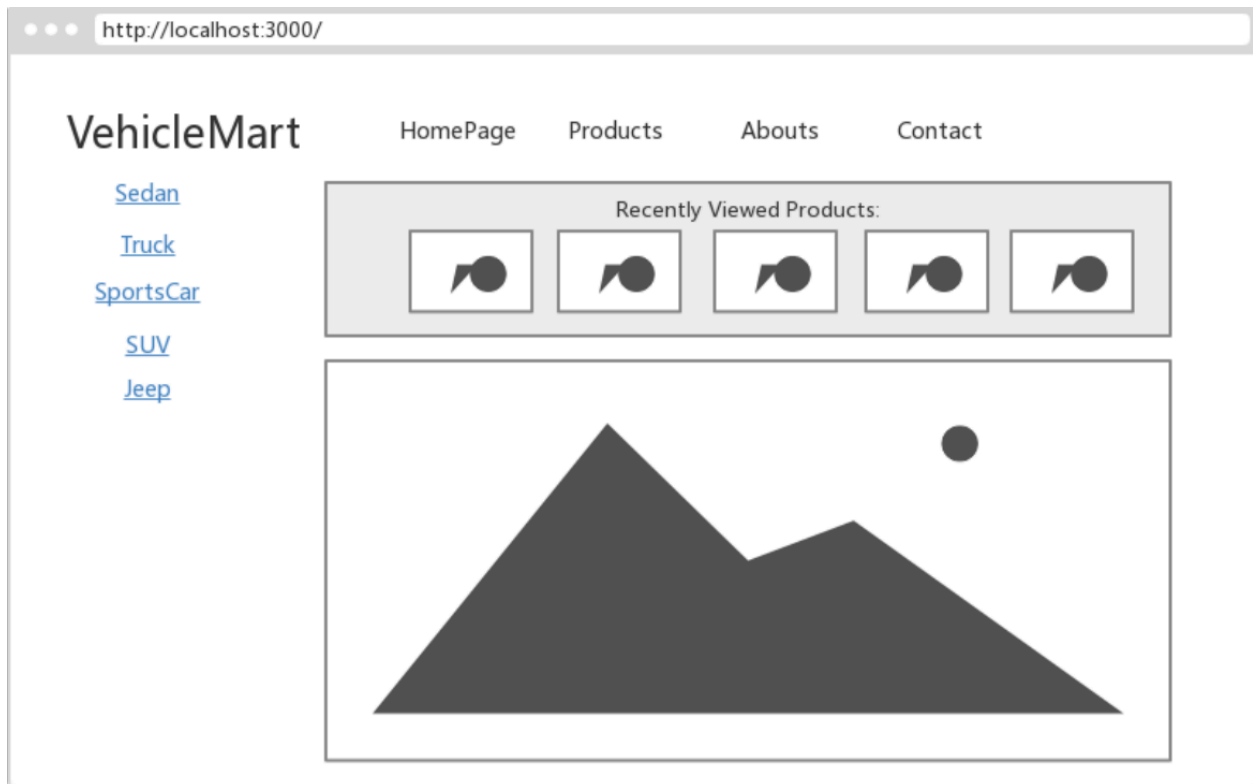 http://localhost:3000/
VehicleMart
HomePage Products Abouts Contact
Sedan
Truck
SportsCar
SUV
Jeep
Recently Viewed Products: